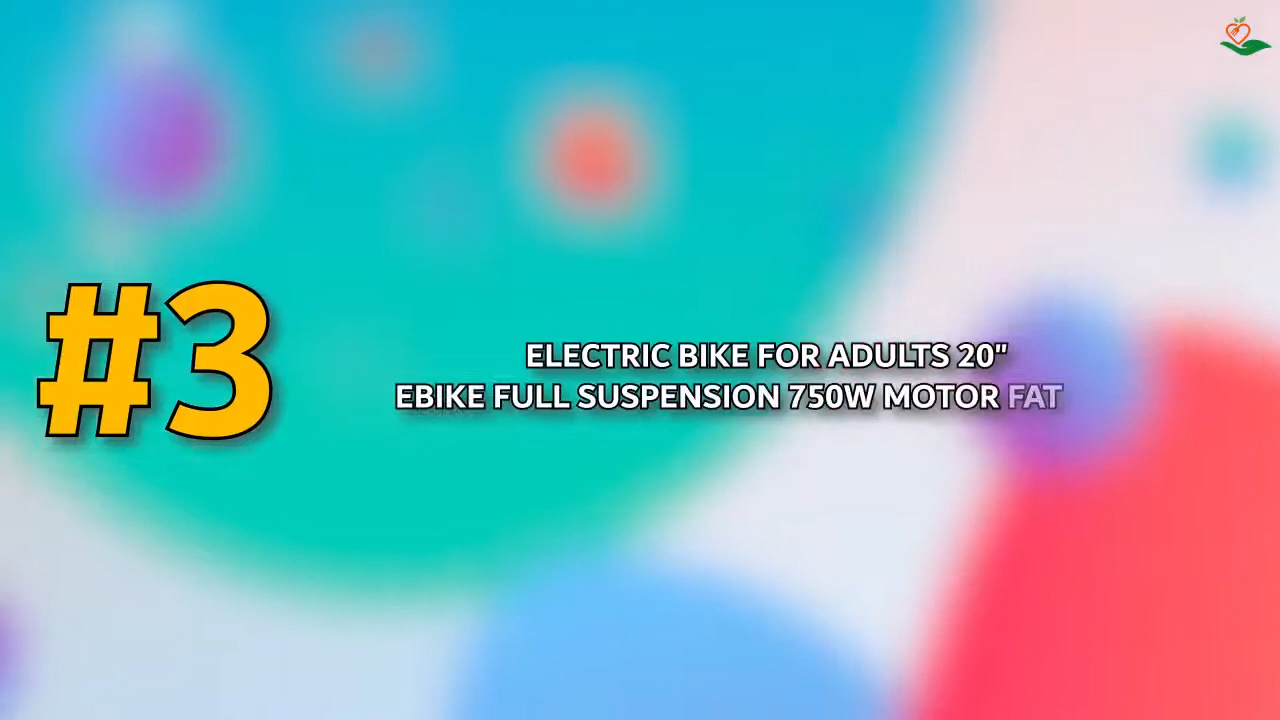 #3
ELECTRIC BIKE FOR ADULTS 20"
EBIKE FULL SUSPENSION 750W MOTOR FAT